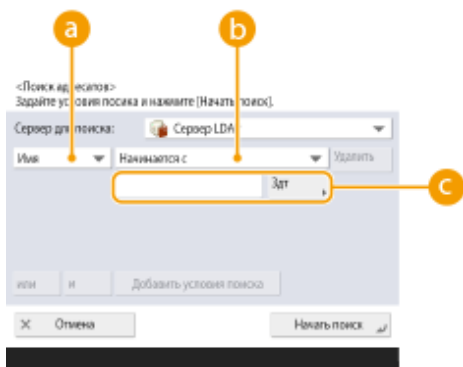 a
b
<Поиск адресатов>
Задайте условия посика и нажмите [Начать поиск].
Сервер для поиска: Сервер LDAP
Имя Начинается с Удалить
Здт
c
или и Добавить условия поиска
× Отмена Начать поиск